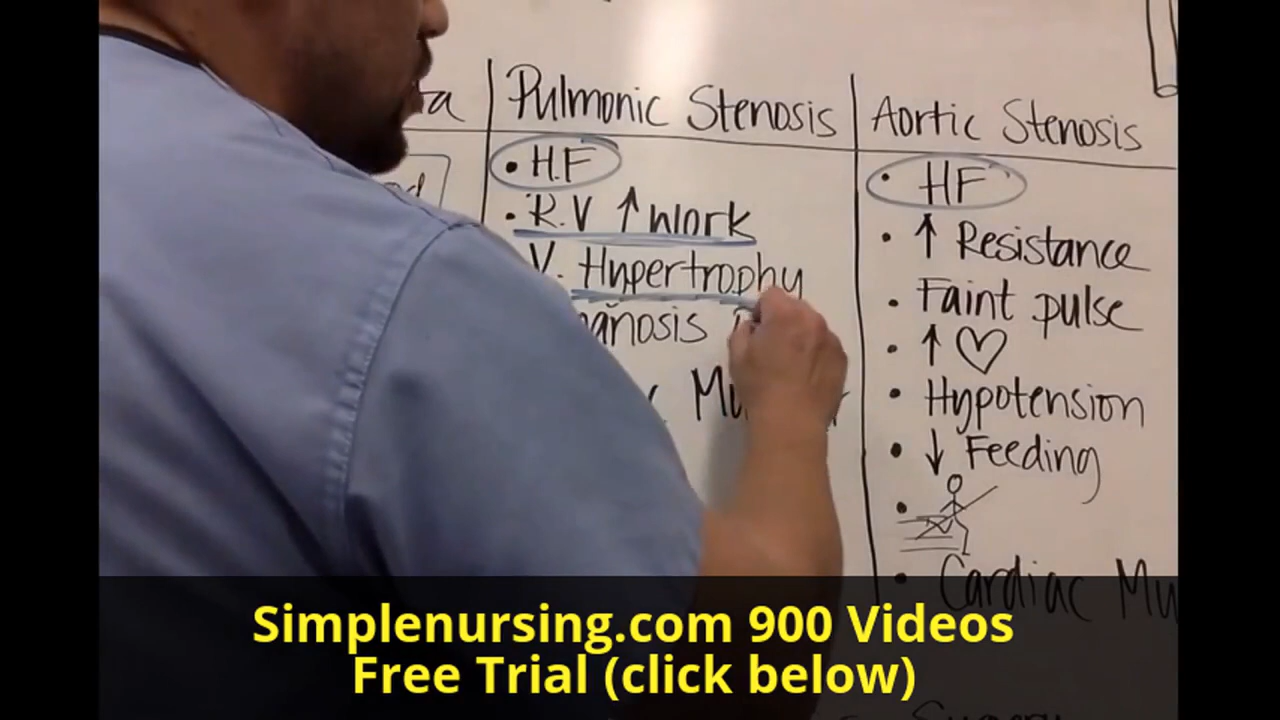 Pulmonic Stenosis
• H.F
• R.V ↑ Work
V. Hypertrophy
Aortic Stenosis
• HF
• ↑ Resistance
• Faint pulse
• ↑ ♡
• Hypotension
• ↓ Feeding
• Cardiac Mu
Simplenursing.com 900 Videos
Free Trial (click below)